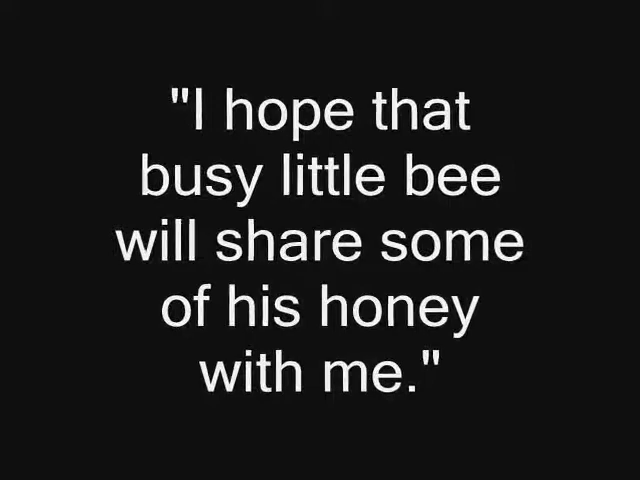 "I hope that
busy little bee
will share some
of his honey
with me."